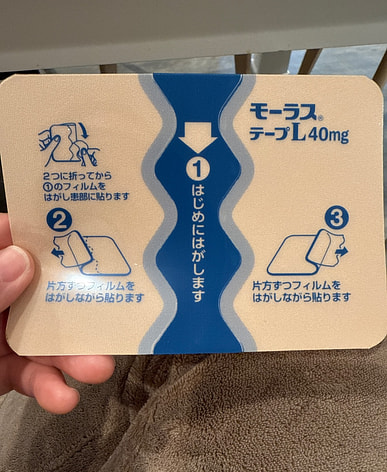 モーラス®
テープL 40mg
2つに折ってから
①のフィルムを
はがし患部に貼ります
①はじめにはがします
②
片方ずつフィルムを
はがしながら貼ります
③
片方ずつフィルムを
はがしながら貼ります